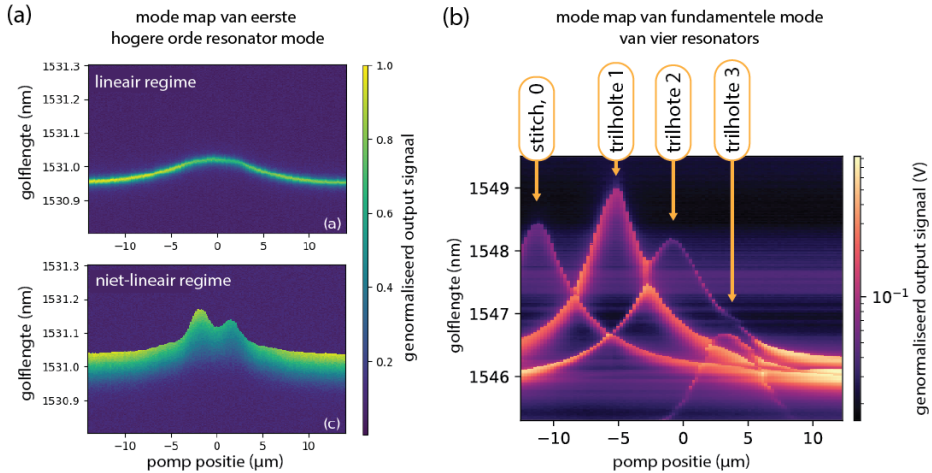 (a)
mode map van eerste
hogere orde resonator mode
1531.3
1531.2
1531.1
1531.0
1530.9
golflengte (nm)
lineair regime
(a)
−10
−5
0
5
10
1531.3
1531.2
1531.1
1531.0
1530.9
golflengte (nm)
niet-lineair regime
(c)
−10
−5
0
5
10
pomp positie (μm)
1.0
0.8
0.6
0.4
0.2
genormaliseerd output signaal
(b)
mode map van fundamentele mode
van vier resonators
stitch, 0
trilholte 1
trilhote 2
trilholte 3
1549
1548
1547
1546
golflengte (nm)
−10
−5
0
5
10
pomp positie (μm)
10⁻¹
genormaliseerd output signaal (V)